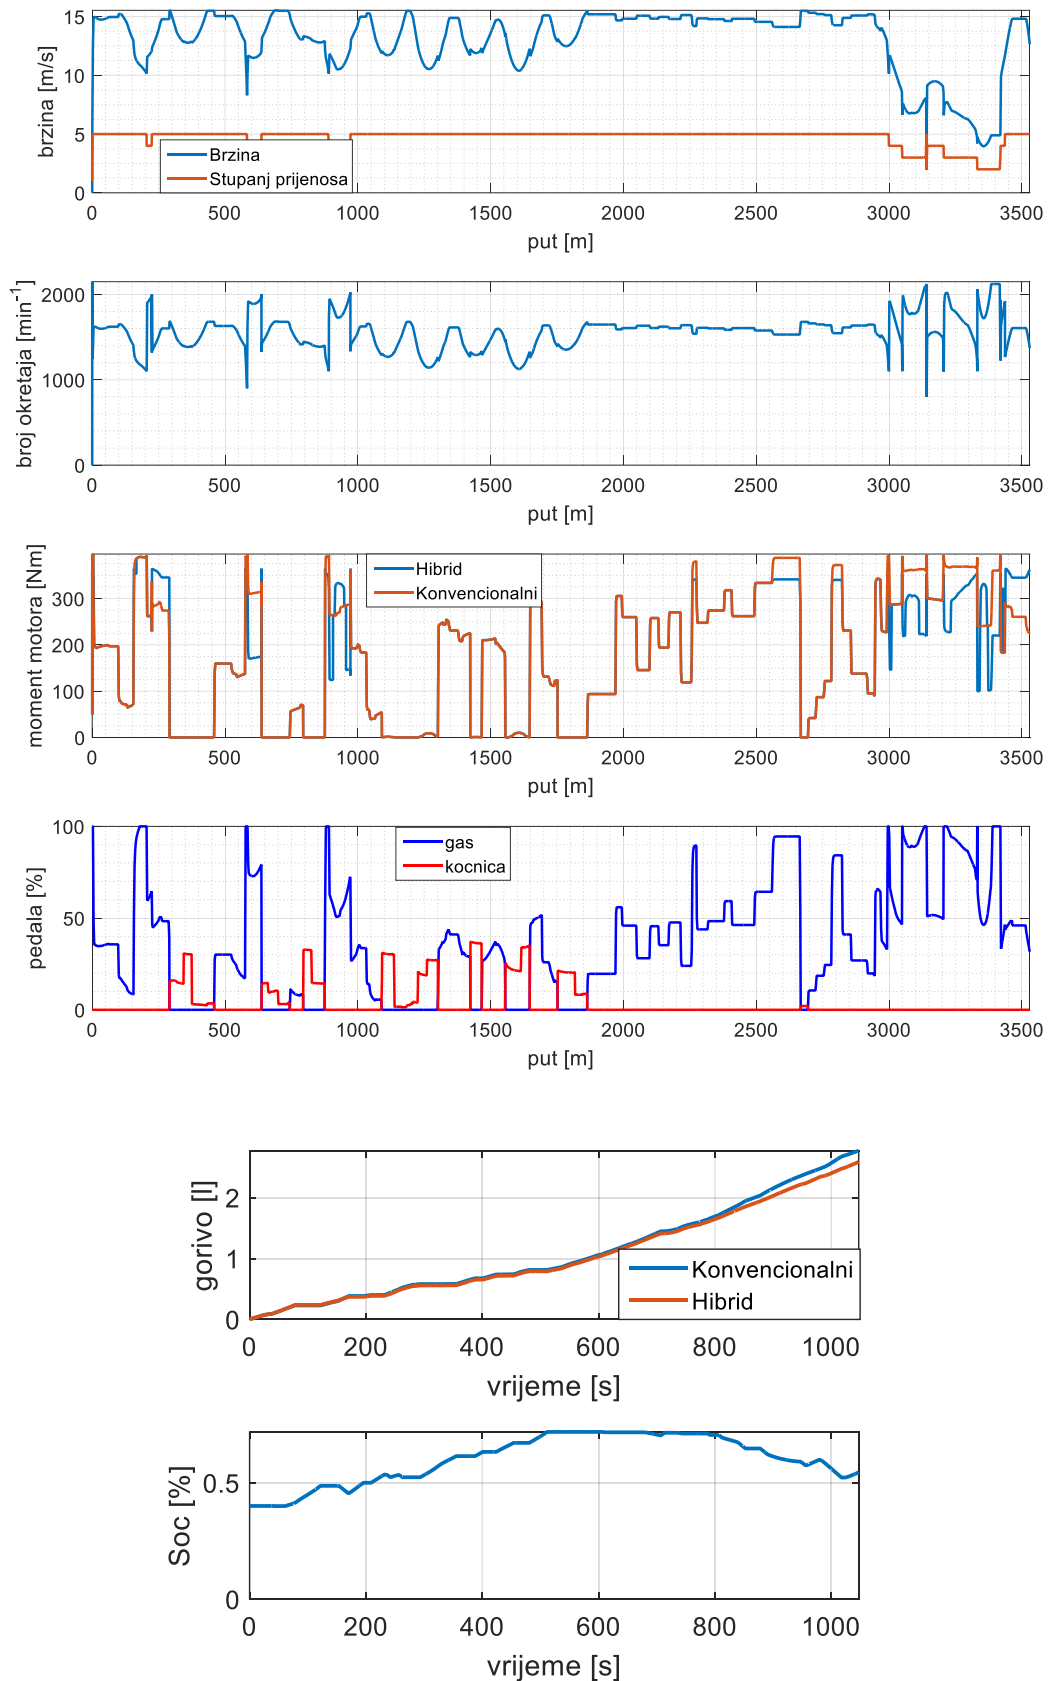 15
10
5
0
brzina [m/s]
Brzina
Stupanj prijenosa
0 500 1000 1500 2000 2500 3000 3500
put [m]
2000
1000
0
broj okretaja [min-1]
0 500 1000 1500 2000 2500 3000 3500
put [m]
300
200
100
0
moment motora [Nm]
Hibrid
Konvencionalni
0 500 1000 1500 2000 2500 3000 3500
put [m]
100
50
0
pedala [%]
gas
kocnica
0 500 1000 1500 2000 2500 3000 3500
put [m]
2
1
0
gorivo [l]
Konvencionalni
Hibrid
0 200 400 600 800 1000
vrijeme [s]
0.5
0
Soc [%]
0 200 400 600 800 1000
vrijeme [s]